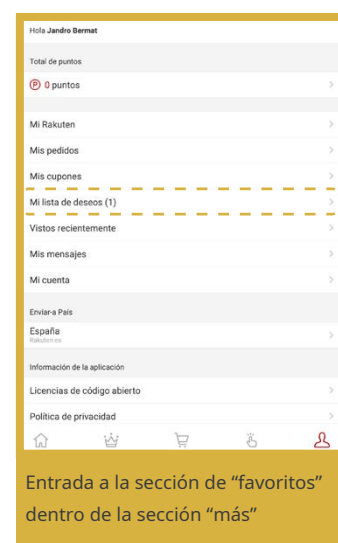 Hola Jandro Bermat
Total de puntos
P 0 puntos
Mi Rakuten
Mis pedidos
Mis cupones
Mi lista de deseos (1)
Vistos recientemente
Mis mensajes
Mi cuenta
Enviar-a País
España
Rakuten.es
Información de la aplicación
Licencias de código abierto
Política de privacidad
Entrada a la sección de “favoritos”
dentro de la sección “más”